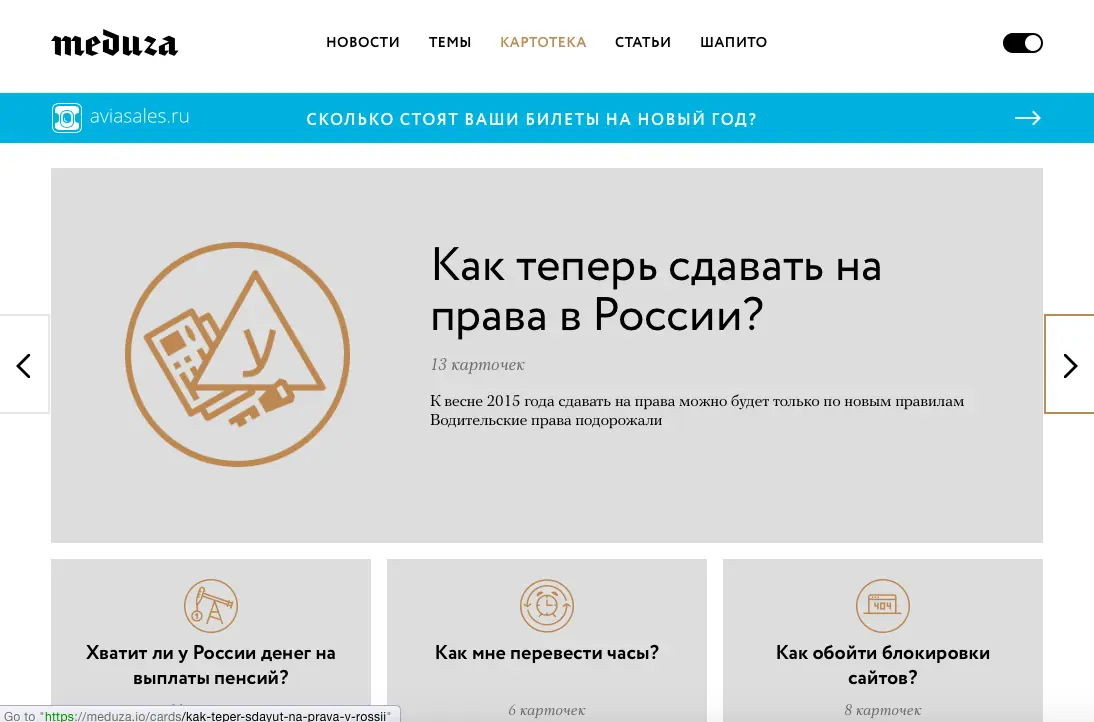 meduza
НОВОСТИ ТЕМЫ КАРТОТЕКА СТАТЬИ ШАПИТО
aviasales.ru СКОЛЬКО СТОЯТ ВАШИ БИЛЕТЫ НА НОВЫЙ ГОД?
Как теперь сдавать на
права в России?
13 карточек
К весне 2015 года сдавать на права можно будет только по новым правилам
Водительские права подорожали
У
1
Хватит ли у России денег на
выплаты пенсий?
Как мне перевести часы?
6 карточек
404
Как обойти блокировки
сайтов?
8 карточек
Go to "https://meduza.io/cards/kak-teper-sdayut-na-prava-v-rossii"